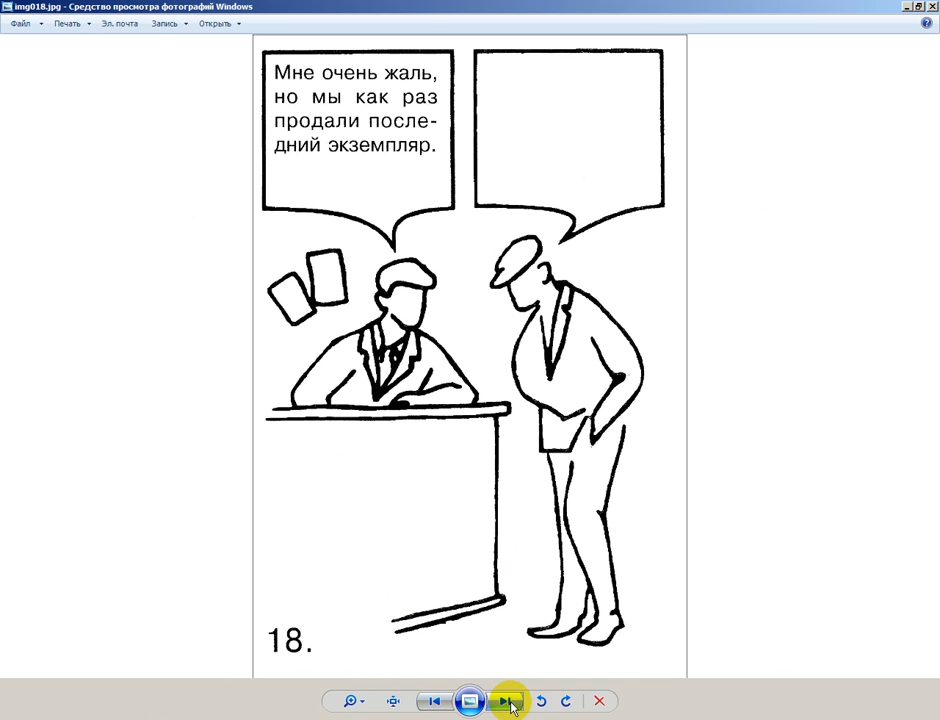 img018.jpg - Средство просмотра фотографий Windows
Файл Печать Эл. почта Запись Открыть
Мне очень жаль,
но мы как раз
продали после-
дний экземпляр.
18.